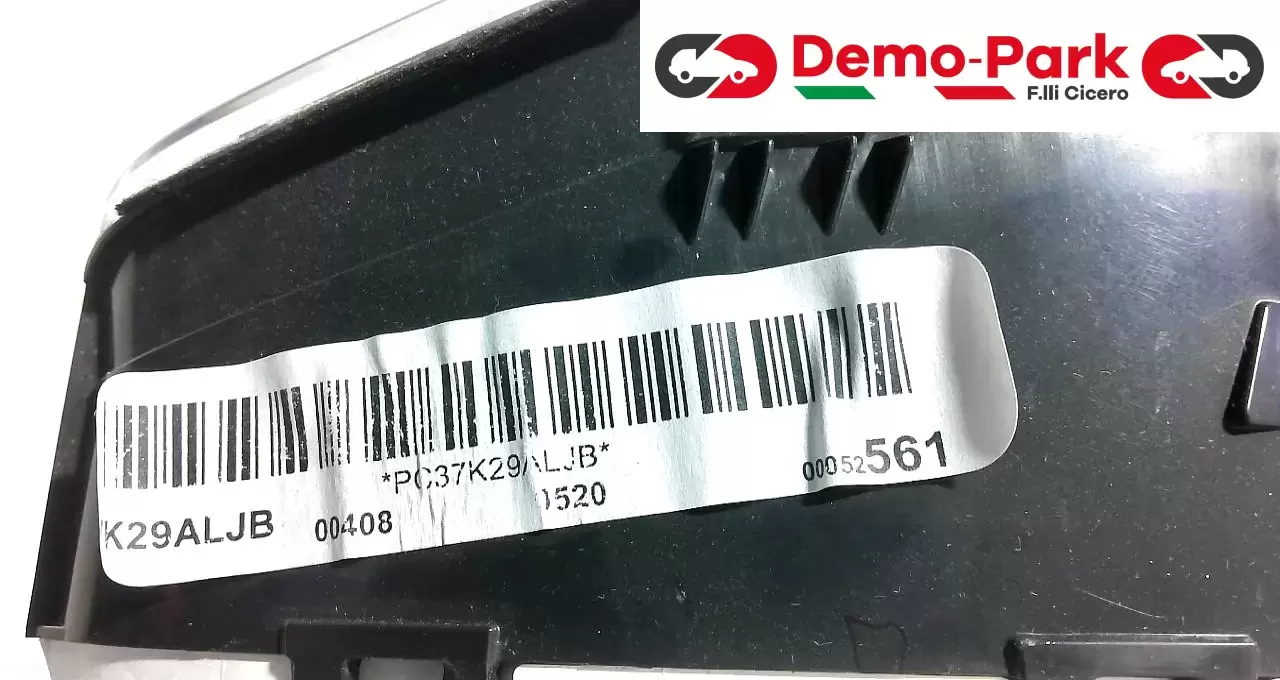 Demo-Park
F.lli Cicero
*PC37K29ALJB*
00052561
K29ALJB 00408 0520